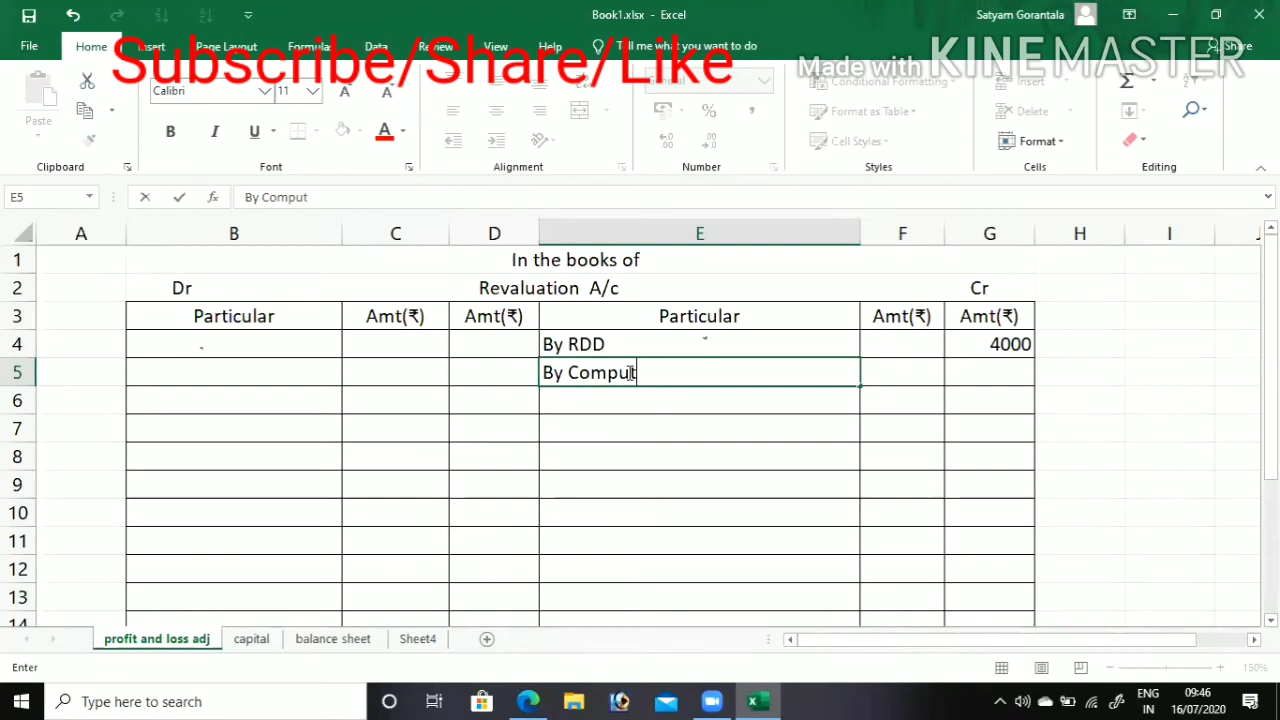 Book1.xlsx - Excel
Satyam Gorantala
File Home Insert Page Layout Formulas Data Review View Help Tell me what you want to do Share
Subscribe/Share/Like
Made with KINEMASTER
Paste
Calibri 11
B I U A
General
%
Conditional Formatting
Format as Table
Cell Styles
Insert
Delete
Format
Clipboard Font Alignment Number Styles Cells Editing
E5 fx By Comput
A B C D E F G H I J
1 In the books of
2 Dr Revaluation A/c Cr
3 Particular Amt(₹) Amt(₹) Particular Amt(₹) Amt(₹)
4 By RDD 4000
5 By Comput
6
7
8
9
10
11
12
13
14
profit and loss adj capital balance sheet Sheet4
Enter 150%
Type here to search
ENG
IN
09:46
16/07/2020